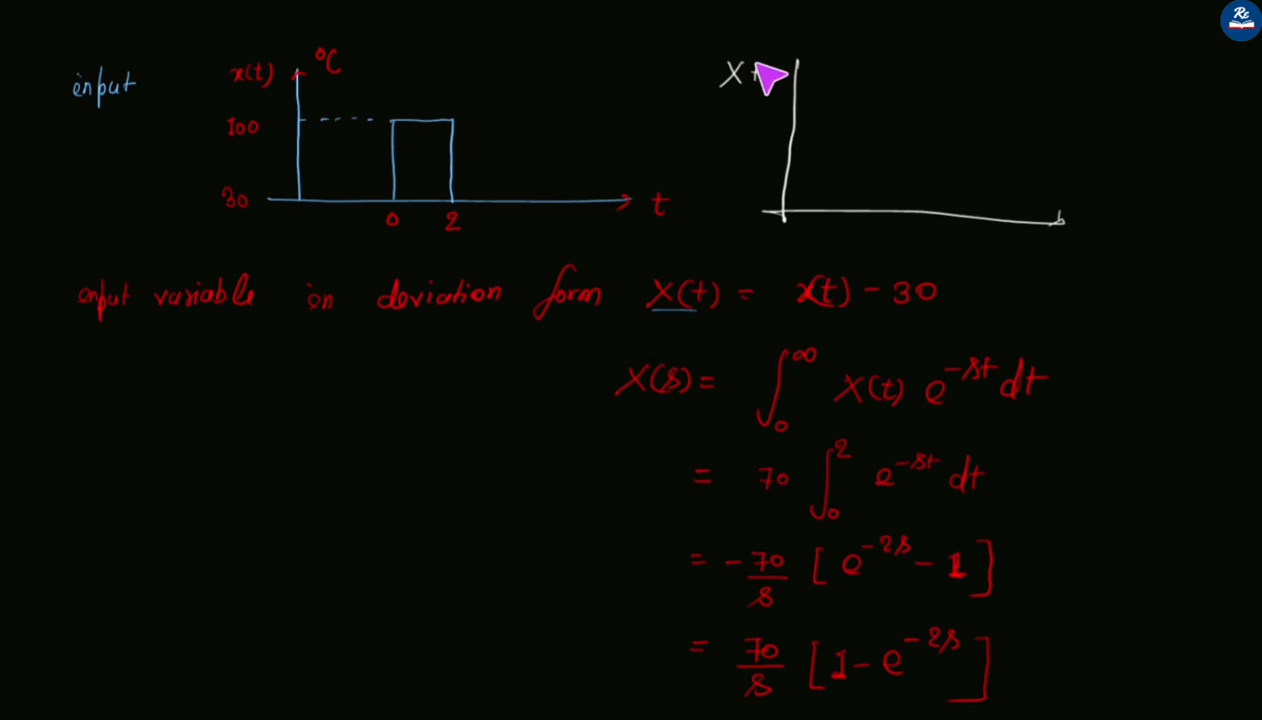 Re
input
x(t) °C
100
30
0 2 t
X
input variable in deviation form X(t) = x(t) - 30
X(s) = ∫₀^∞ X(t) e^-st dt
= 70 ∫₀² e^-st dt
= - 70/s [ e^-2s - 1 ]
= 70/s [ 1 - e^-2s ]